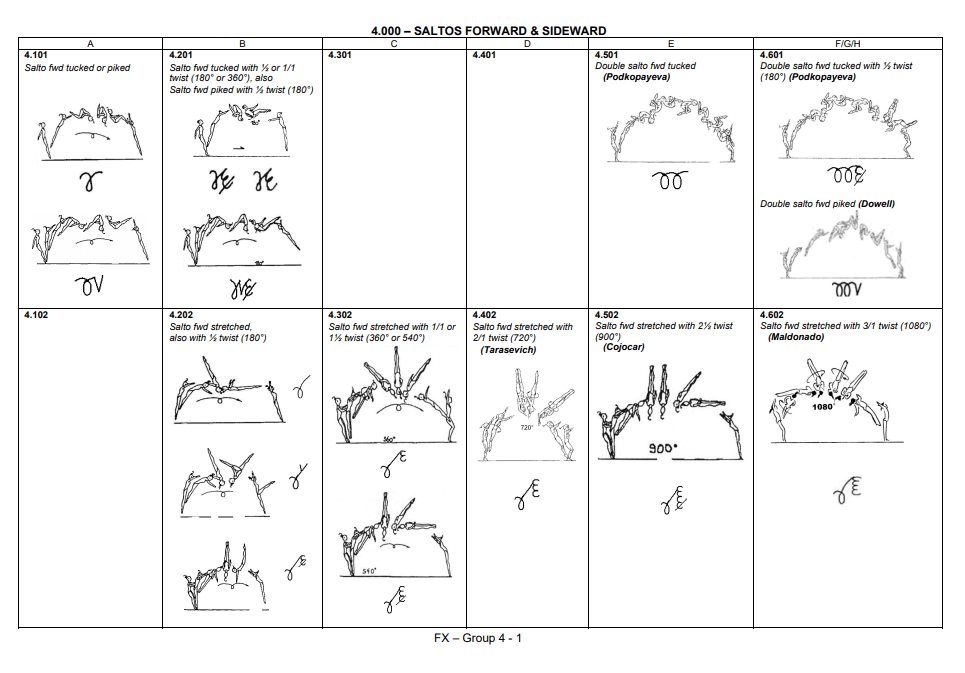 4.000 – SALTOS FORWARD & SIDEWARD
A
B
C
D
E
F/G/H
4.101
Salto fwd tucked or piked
4.201
Salto fwd tucked with ½ or 1/1
twist (180° or 360°), also
Salto fwd piked with ½ twist (180°)
4.301
4.401
4.501
Double salto fwd tucked
(Podkopayeva)
4.601
Double salto fwd tucked with ½ twist
(180°) (Podkopayeva)
Double salto fwd piked (Dowell)
4.102
4.202
Salto fwd stretched,
also with ½ twist (180°)
4.302
Salto fwd stretched with 1/1 or
1½ twist (360° or 540°)
360°
540°
4.402
Salto fwd stretched with
2/1 twist (720°)
(Tarasevich)
720°
4.502
Salto fwd stretched with 2½ twist
(900°)
(Cojocar)
900°
4.602
Salto fwd stretched with 3/1 twist (1080°)
(Maldonado)
1080°
FX – Group 4 - 1